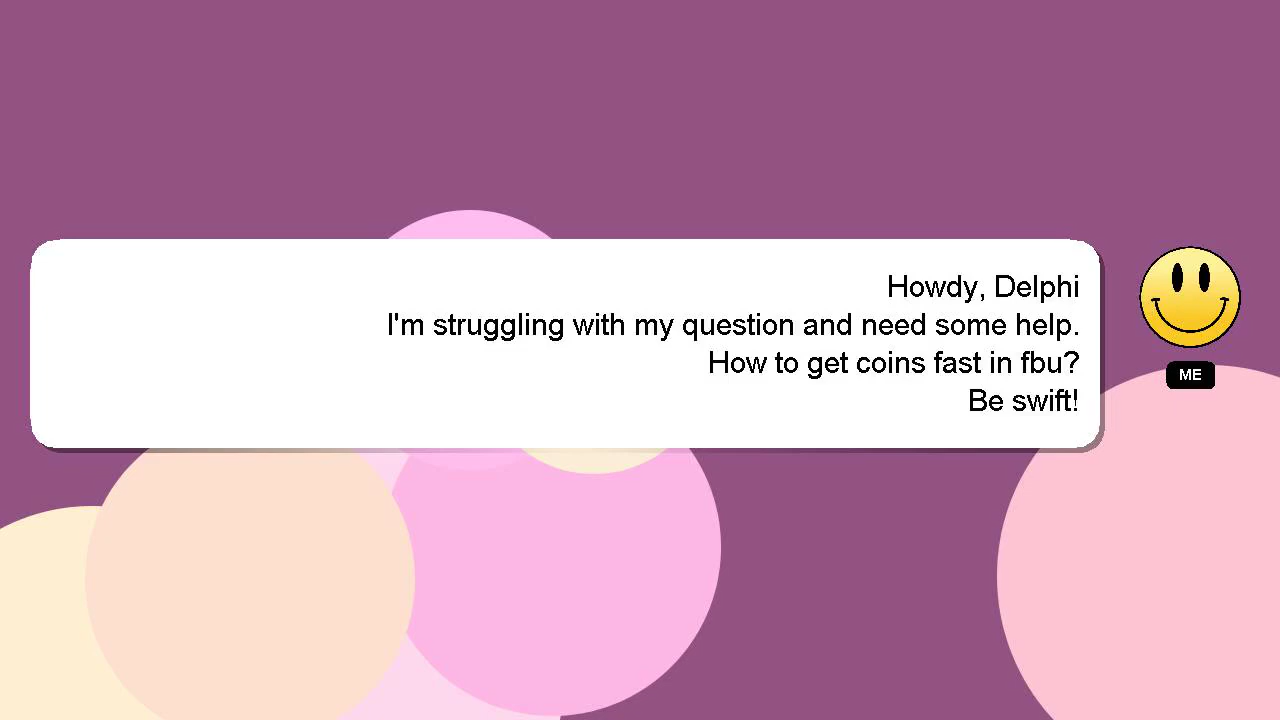 Howdy, Delphi
I'm struggling with my question and need some help.
How to get coins fast in fbu?
Be swift!
ME